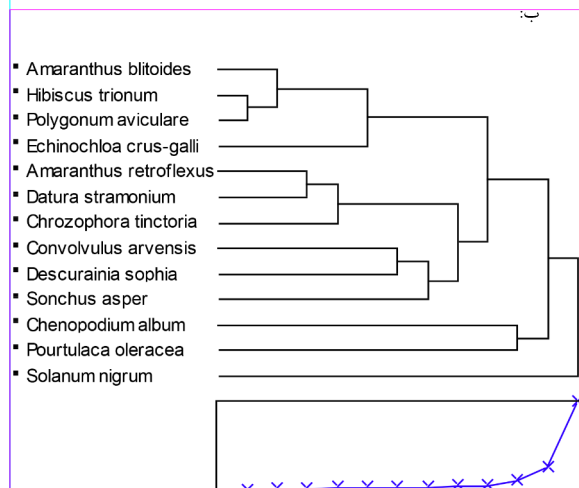 ب:
Amaranthus blitoides
Hibiscus trionum
Polygonum aviculare
Echinochloa crus-galli
Amaranthus retroflexus
Datura stramonium
Chrozophora tinctoria
Convolvulus arvensis
Descurainia sophia
Sonchus asper
Chenopodium album
Pourtulaca oleracea
Solanum nigrum